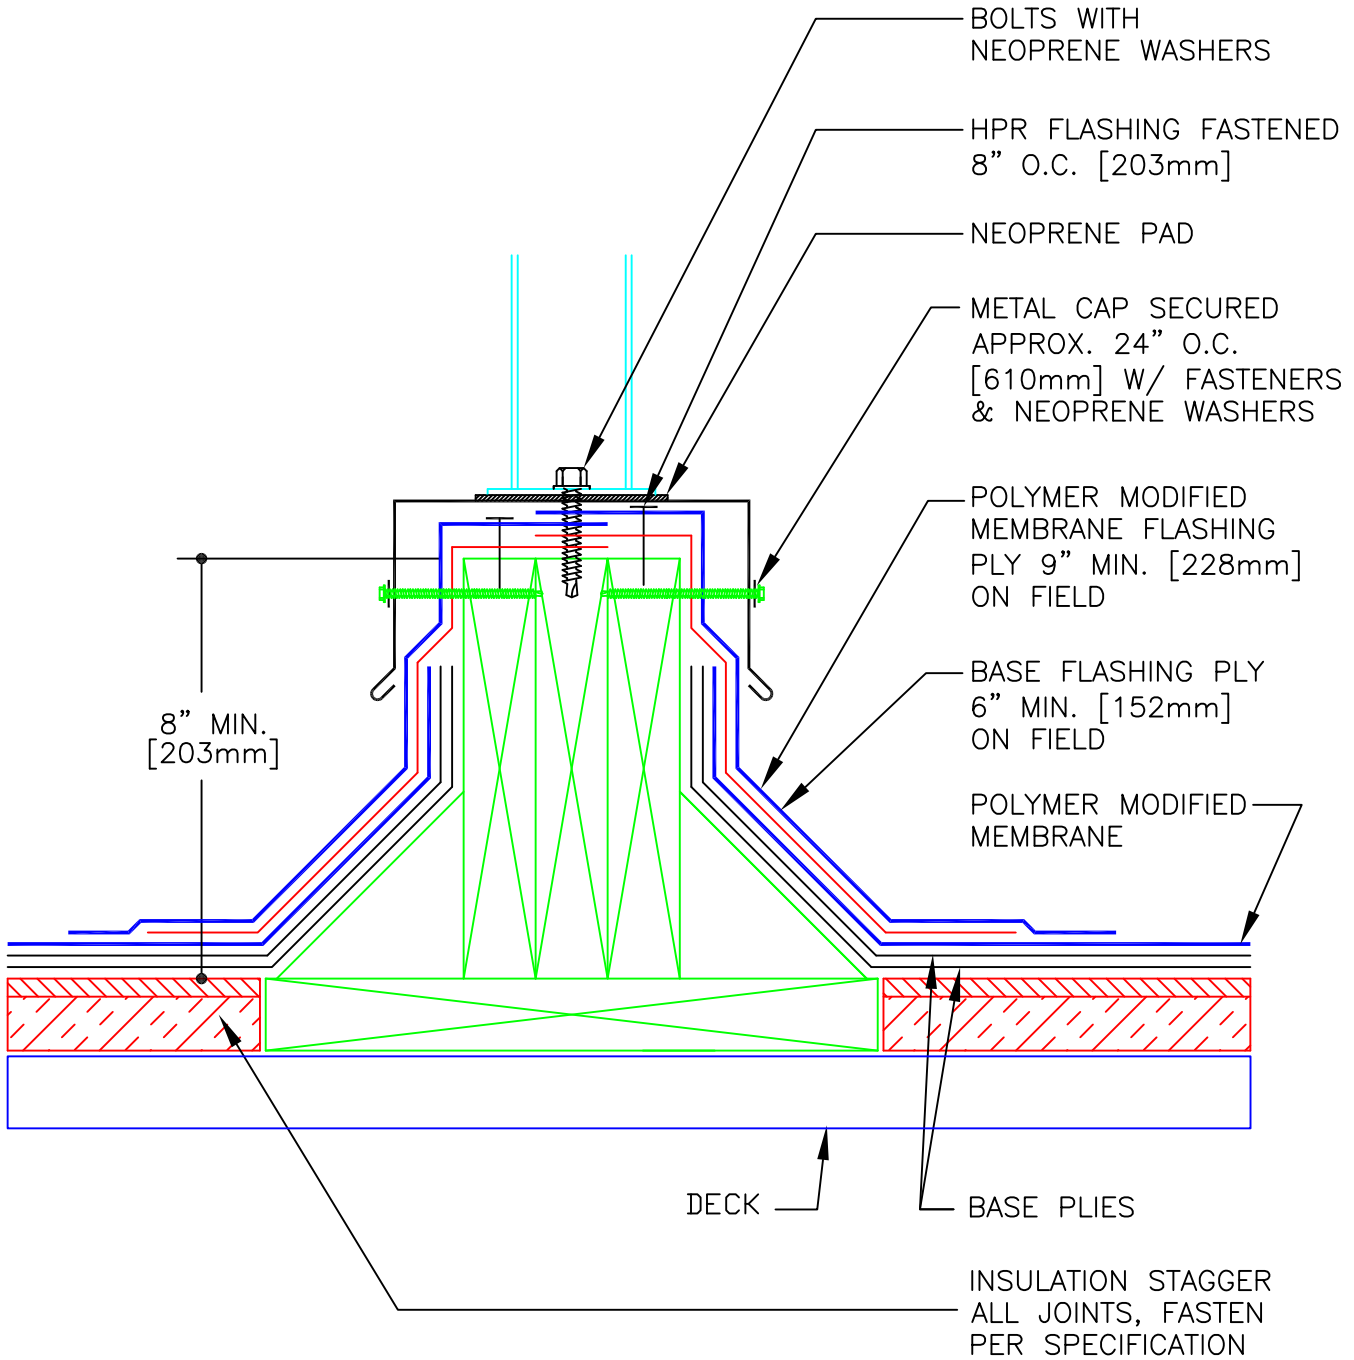 BOLTS WITH
NEOPRENE WASHERS
HPR FLASHING FASTENED
8” O.C. [203mm]
NEOPRENE PAD
METAL CAP SECURED
APPROX. 24” O.C.
[610mm] W/ FASTENERS
& NEOPRENE WASHERS
POLYMER MODIFIED
MEMBRANE FLASHING
PLY 9” MIN. [228mm]
ON FIELD
BASE FLASHING PLY
6” MIN. [152mm]
ON FIELD
8” MIN.
[203mm]
POLYMER MODIFIED
MEMBRANE
DECK
BASE PLIES
INSULATION STAGGER
ALL JOINTS, FASTEN
PER SPECIFICATION